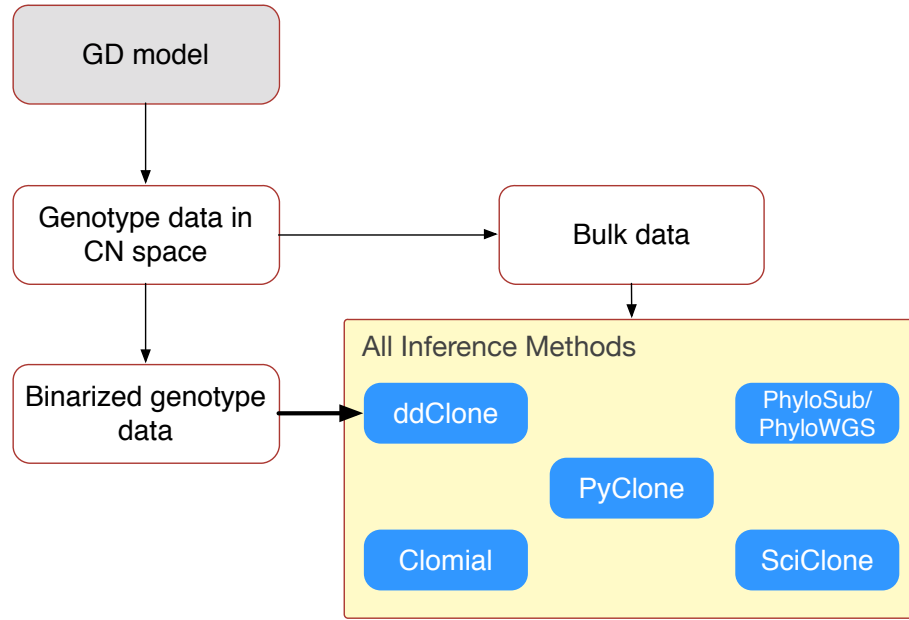 GD model
Genotype data in
CN space
Bulk data
All Inference Methods
Binarized genotype
data
ddClone
PhyloSub/
PhyloWGS
PyClone
Clomial
SciClone